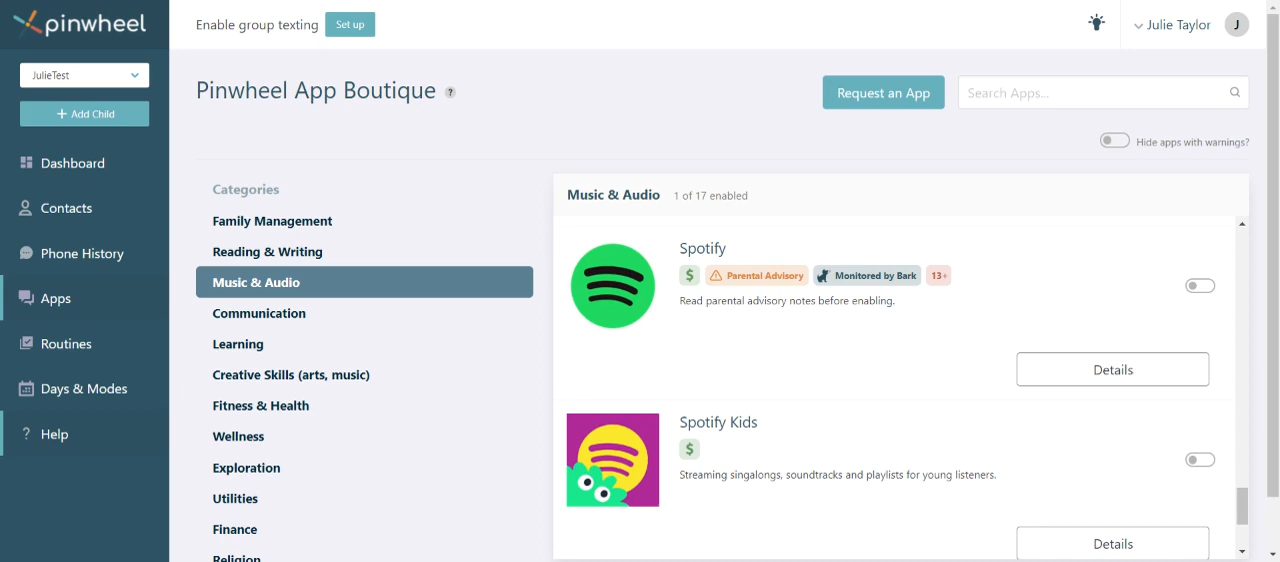 pinwheel
Enable group texting
Set up
Julie Taylor
J
JulieTest
+ Add Child
Dashboard
Contacts
Phone History
Apps
Routines
Days & Modes
? Help
Pinwheel App Boutique ?
Request an App
Search Apps...
Hide apps with warnings?
Categories
Family Management
Reading & Writing
Music & Audio
Communication
Learning
Creative Skills (arts, music)
Fitness & Health
Wellness
Exploration
Utilities
Finance
Religion
Music & Audio 1 of 17 enabled
Spotify
$ Parental Advisory Monitored by Bark 13+
Read parental advisory notes before enabling.
Details
Spotify Kids
$
Streaming singalongs, soundtracks and playlists for young listeners.
Details